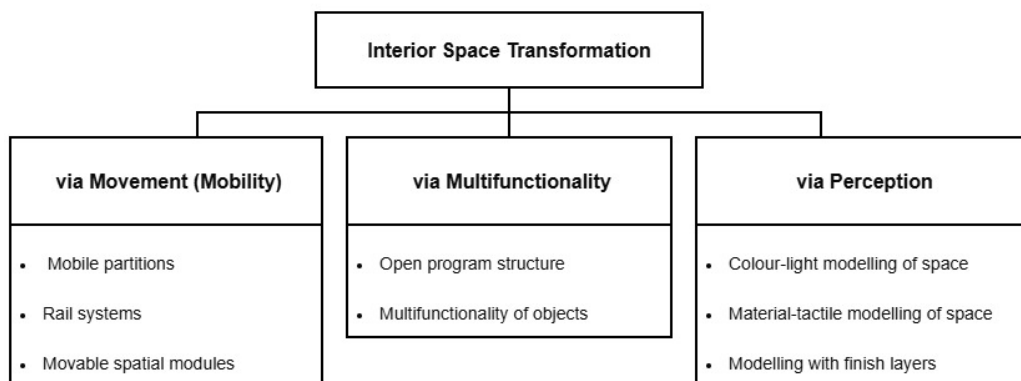 Interior Space Transformation
via Movement (Mobility)
• Mobile partitions
• Rail systems
• Movable spatial modules
via Multifunctionality
• Open program structure
• Multifunctionality of objects
via Perception
• Colour-light modelling of space
• Material-tactile modelling of space
• Modelling with finish layers